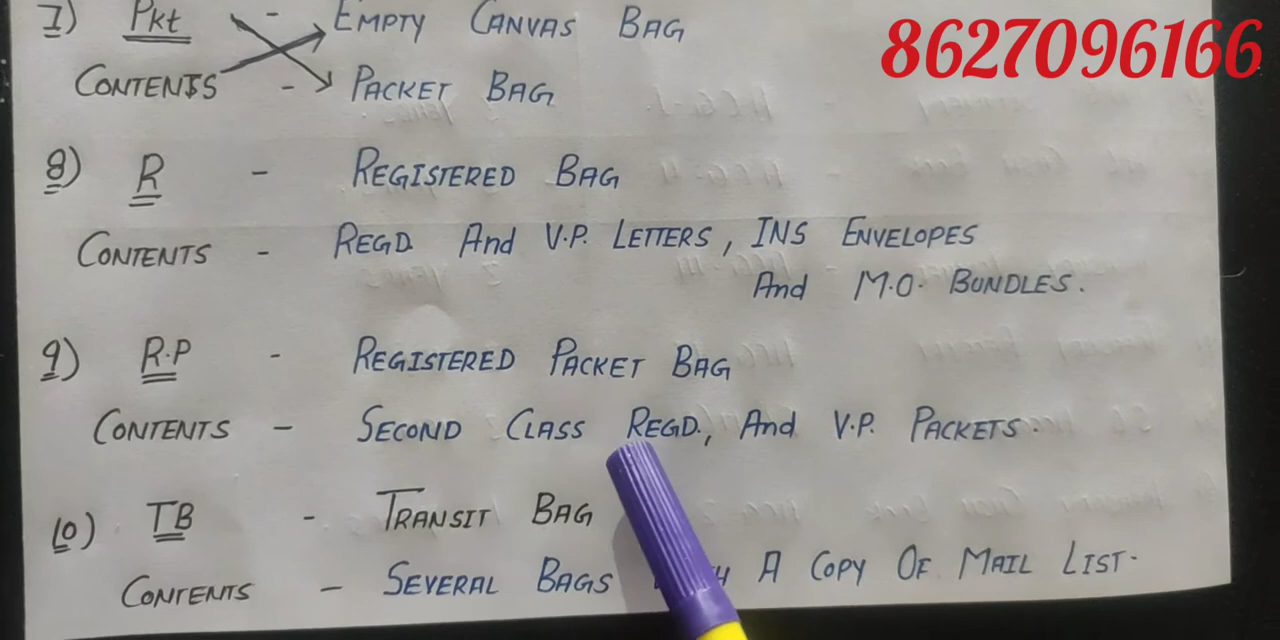 7) Pkt - EMPTY CANVAS BAG
8627096166
CONTENTS - PACKET BAG
8) R - REGISTERED BAG
CONTENTS - REGD. And V.P. LETTERS, INS ENVELOPES
And M.O. BUNDLES.
9) R.P - REGISTERED PACKET BAG
CONTENTS - SECOND CLASS REGD., And V.P. PACKETS.
10) TB - TRANSIT BAG
CONTENTS - SEVERAL BAGS A COPY OF MAIL LIST.